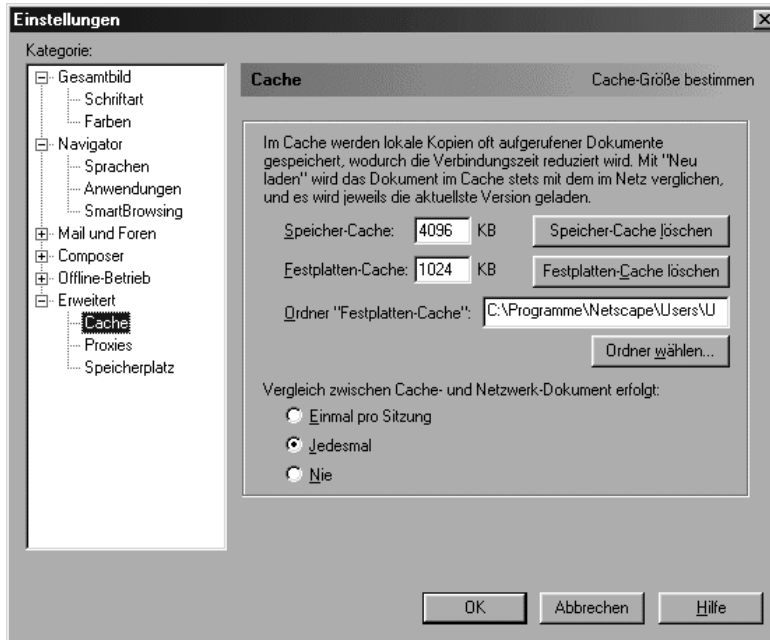 Einstellungen
Kategorie:
Gesamtbild
Schriftart
Farben
Navigator
Sprachen
Anwendungen
SmartBrowsing
Mail und Foren
Composer
Offline-Betrieb
Erweitert
Cache
Proxies
Speicherplatz
Cache Cache-Größe bestimmen
Im Cache werden lokale Kopien oft aufgerufener Dokumente
gespeichert, wodurch die Verbindungszeit reduziert wird. Mit "Neu
laden" wird das Dokument im Cache stets mit dem im Netz verglichen,
und es wird jeweils die aktuellste Version geladen.
Speicher-Cache: 4096 KB Speicher-Cache löschen
Festplatten-Cache: 1024 KB Festplatten-Cache löschen
Ordner "Festplatten-Cache": C:\Programme\Netscape\Users\U
Ordner wählen...
Vergleich zwischen Cache- und Netzwerk-Dokument erfolgt:
Einmal pro Sitzung
Jedesmal
Nie
OK Abbrechen Hilfe